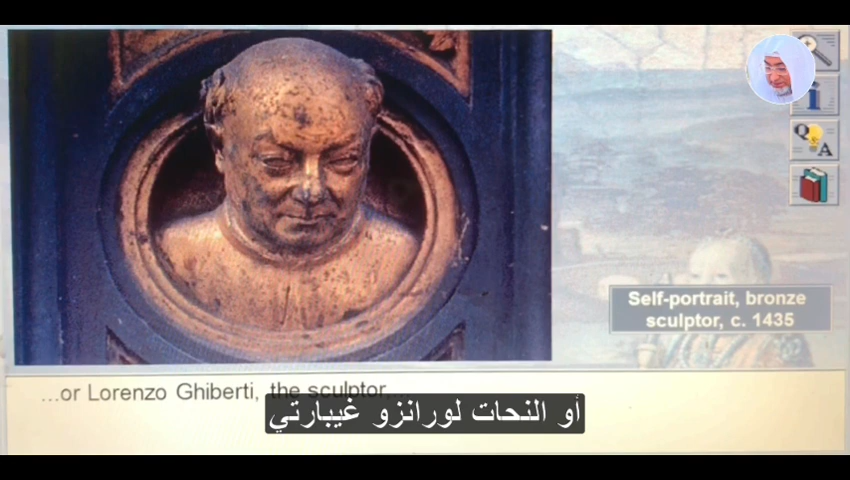 Q
A
Self-portrait, bronze
sculptor, c. 1435
...or Lorenzo Ghiberti, the sculptor,...
أو النحات لورانزو غيبارتي